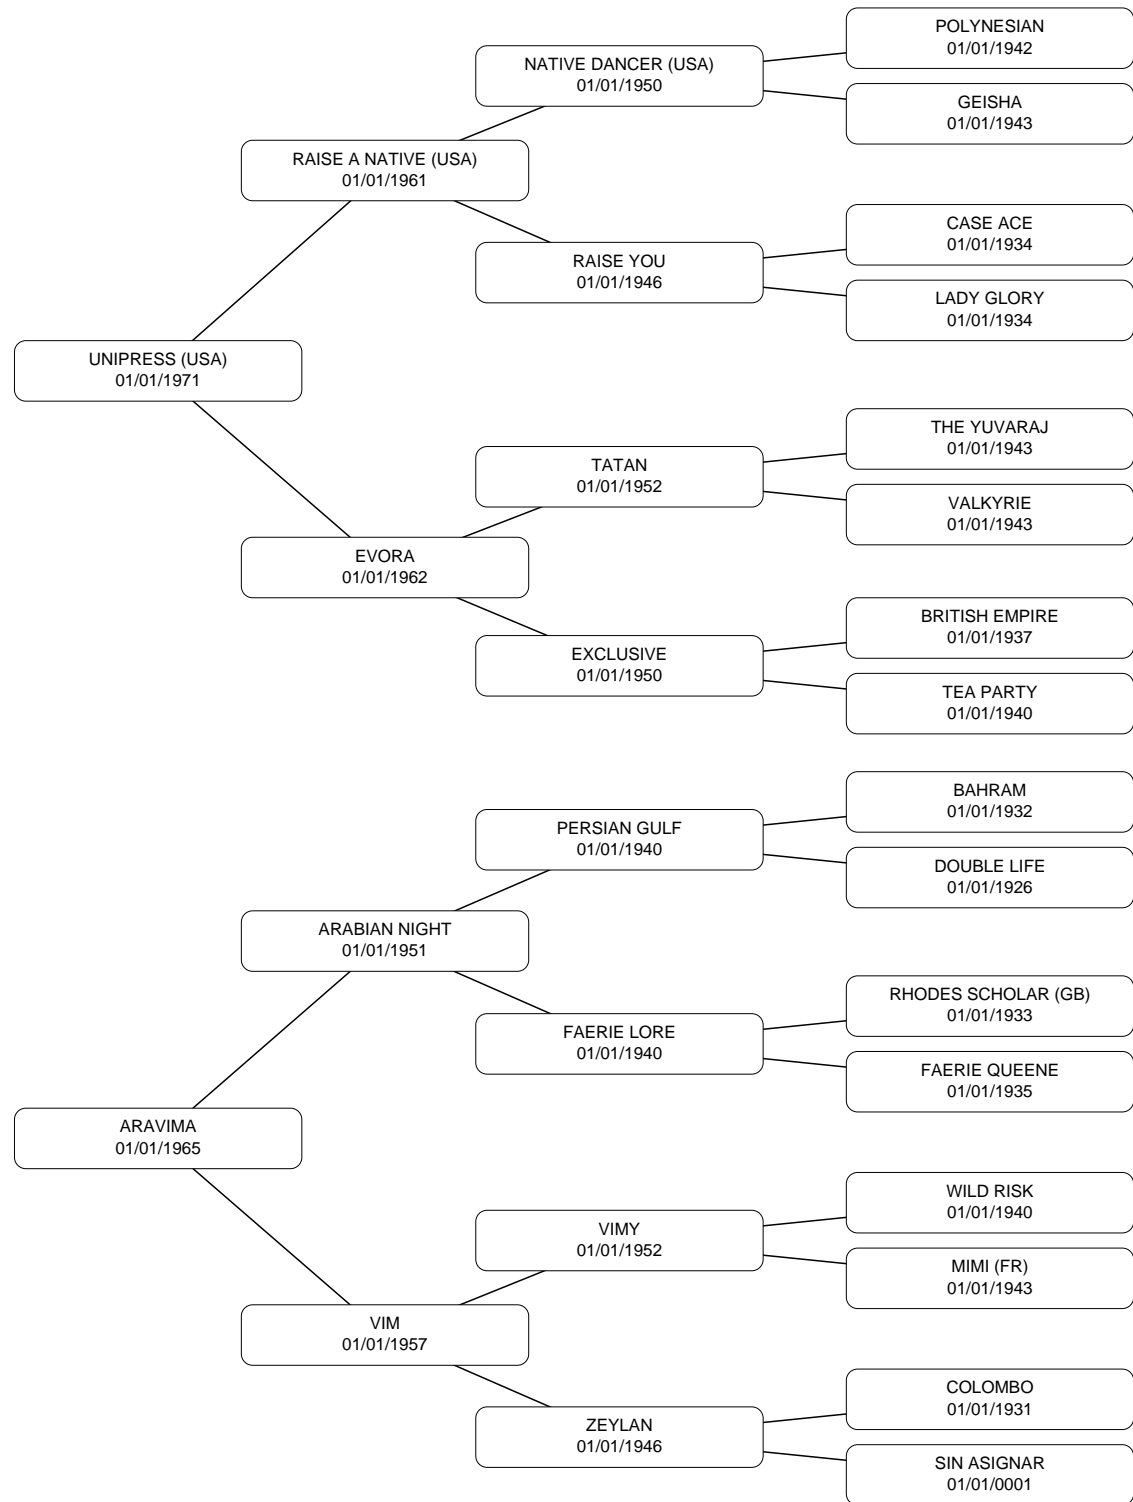 POLYNESIAN
01/01/1942
NATIVE DANCER (USA)
01/01/1950
GEISHA
01/01/1943
RAISE A NATIVE (USA)
01/01/1961
CASE ACE
01/01/1934
RAISE YOU
01/01/1946
LADY GLORY
01/01/1934
UNIPRESS (USA)
01/01/1971
THE YUVARAJ
01/01/1943
TATAN
01/01/1952
VALKYRIE
01/01/1943
EVORA
01/01/1962
BRITISH EMPIRE
01/01/1937
EXCLUSIVE
01/01/1950
TEA PARTY
01/01/1940
BAHRAM
01/01/1932
PERSIAN GULF
01/01/1940
DOUBLE LIFE
01/01/1926
ARABIAN NIGHT
01/01/1951
RHODES SCHOLAR (GB)
01/01/1933
FAERIE LORE
01/01/1940
FAERIE QUEENE
01/01/1935
ARAVIMA
01/01/1965
WILD RISK
01/01/1940
VIMY
01/01/1952
MIMI (FR)
01/01/1943
VIM
01/01/1957
COLOMBO
01/01/1931
ZEYLAN
01/01/1946
SIN ASIGNAR
01/01/0001